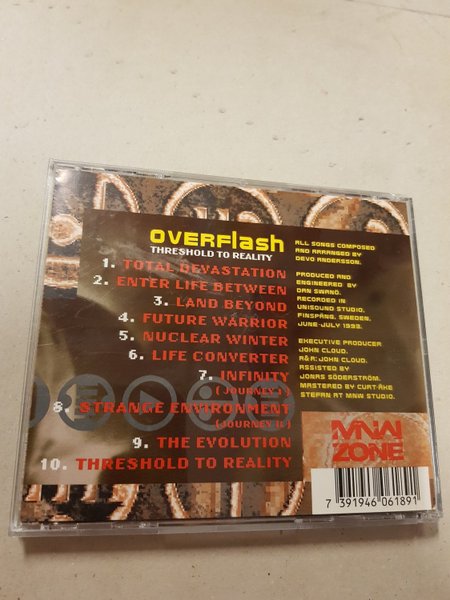 OVERFLASH
THRESHOLD TO REALITY
1. TOTAL DEVASTATION
2. ENTER LIFE BETWEEN
3. LAND BEYOND
4. FUTURE WARRIOR
5. NUCLEAR WINTER
6. LIFE CONVERTER
7. INFINITY
(JOURNEY I)
8. STRANGE ENVIRONMENT
(JOURNEY II)
9. THE EVOLUTION
10. THRESHOLD TO REALITY
ALL SONGS COMPOSED
AND ARRANGED BY
DEVO ANDERSSON.
PRODUCED AND
ENGINEERED BY
DAN SWANÖ.
RECORDED IN
UNISOUND STUDIO,
FINSPÅNG, SWEDEN.
JUNE-JULY 1993.
EXECUTIVE PRODUCER
JOHN CLOUD.
A&R: JOHN CLOUD.
ASSISTED BY
JONAS SÖDERSTRÖM.
MASTERED BY CURT-ÅKE
STEFAN AT MNW STUDIO.
MNW
ZONE
7 391946 061891